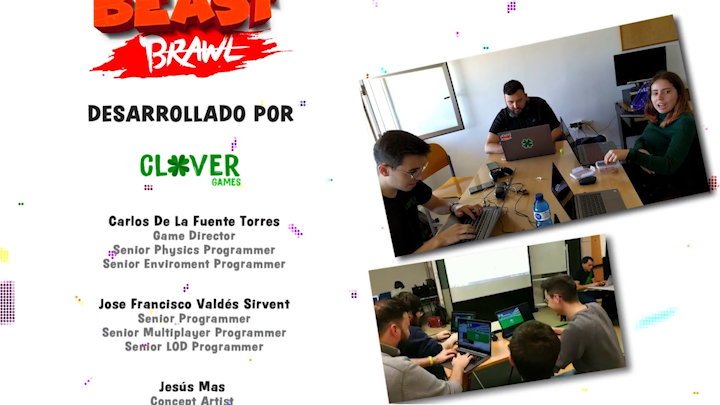 BEAST
BRAWL
DESARROLLADO POR
CLOVER
GAMES
Carlos De La Fuente Torres
Game Director
Senior Physics Programmer
Senior Enviroment Programmer
Jose Francisco Valdés Sirvent
Senior Programmer
Senior Multiplayer Programmer
Senior LOD Programmer
Jesús Mas
Concept Artist